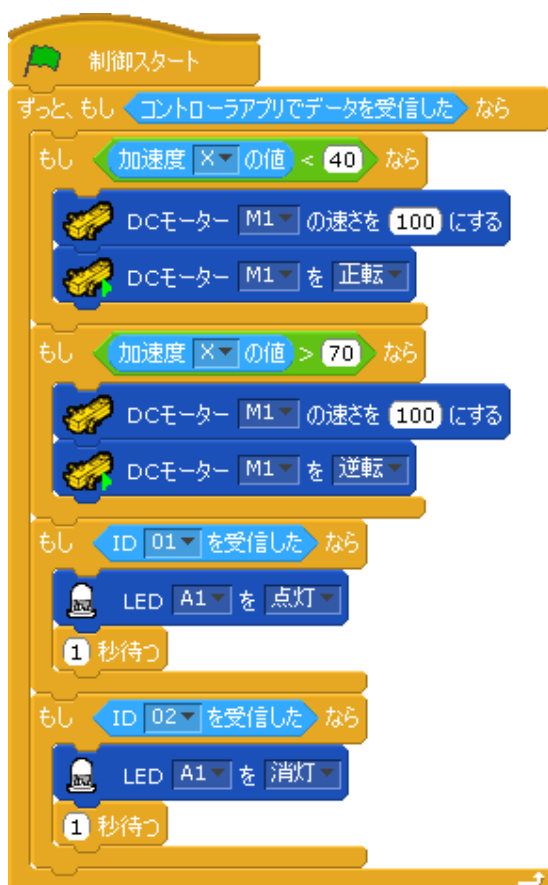 制御スタート
ずっと、もし コントローラアプリでデータを受信した なら
もし 加速度 X の値 < 40 なら
DCモーター M1 の速さを 100 にする
DCモーター M1 を 正転
もし 加速度 X の値 > 70 なら
DCモーター M1 の速さを 100 にする
DCモーター M1 を 逆転
もし ID 01 を受信した なら
LED A1 を 点灯
1 秒待つ
もし ID 02 を受信した なら
LED A1 を 消灯
1 秒待つ